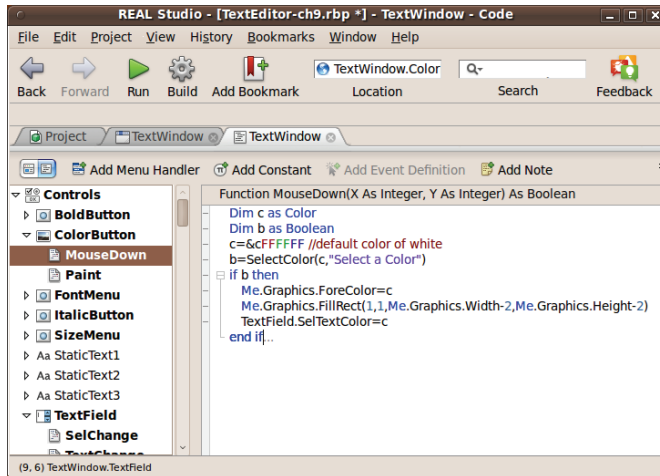 REAL Studio - [TextEditor-ch9.rbp *] - TextWindow - Code
File Edit Project View History Bookmarks Window Help
Back Forward Run Build Add Bookmark TextWindow.Color Location Search Feedback
Project TextWindow TextWindow
Add Menu Handler Add Constant Add Event Definition Add Note
Controls
BoldButton
ColorButton
MouseDown
Paint
FontMenu
ItalicButton
SizeMenu
Aa StaticText1
Aa StaticText2
Aa StaticText3
TextField
SelChange
TextChange
Function MouseDown(X As Integer, Y As Integer) As Boolean
Dim c as Color
Dim b as Boolean
c=&cFFFFFF //default color of white
b=SelectColor(c,"Select a Color")
if b then
Me.Graphics.ForeColor=c
Me.Graphics.FillRect(1,1,Me.Graphics.Width-2,Me.Graphics.Height-2)
TextField.SelTextColor=c
end if...
(9, 6) TextWindow.TextField